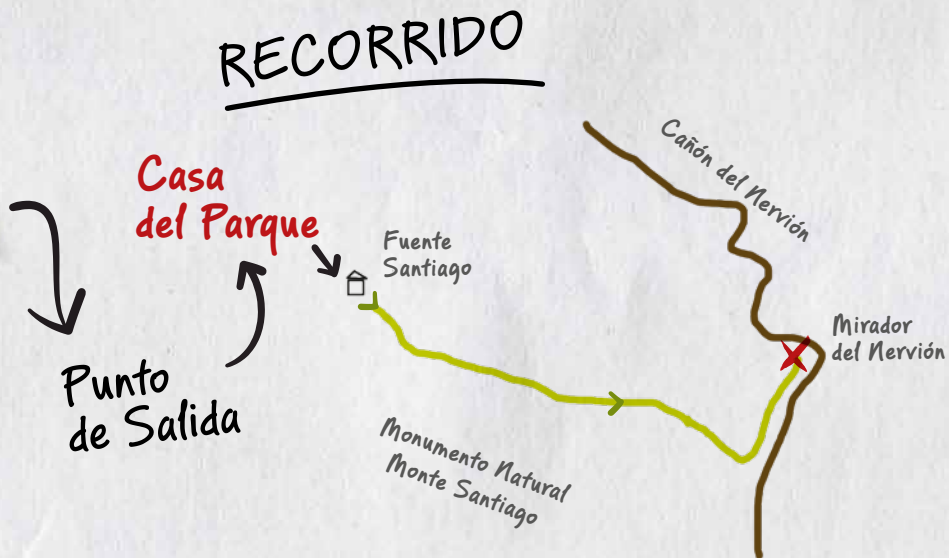 RECORRIDO
Casa
del Parque
Fuente
Santiago
Cañón del Nervión
Mirador
del Nervión
Punto
de Salida
Monumento Natural
Monte Santiago